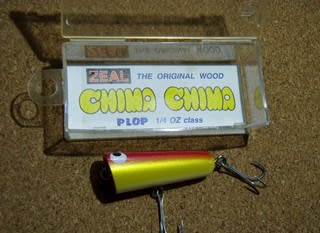 ZEAL THE ORIGINAL WOOD
CHIMA CHIMA
PLOP 1/4 OZ class